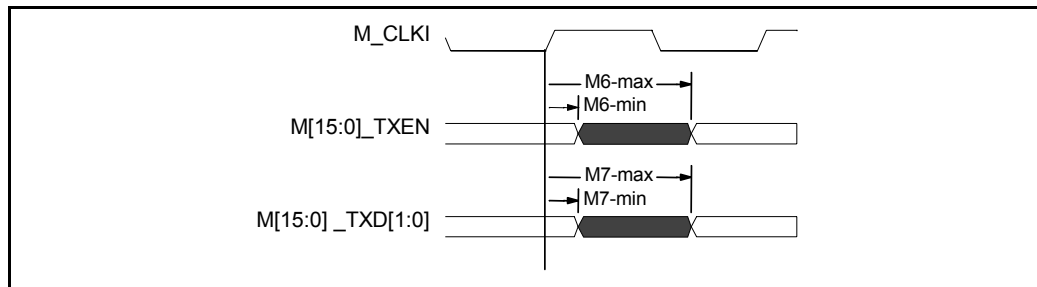 M_CLKI
M6-max
M6-min
M[15:0]_TXEN
M7-max
M7-min
M[15:0] _TXD[1:0]